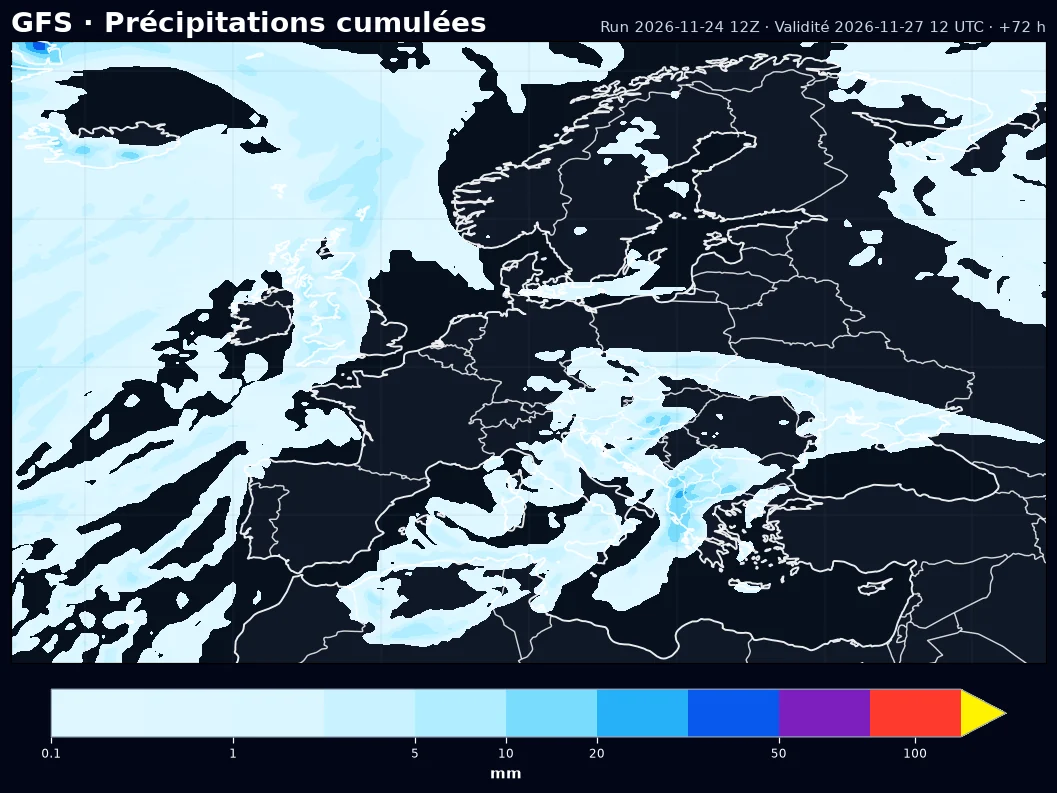 GFS · Précipitations cumulées
Run 2026-11-24 12Z · Validité 2026-11-27 12 UTC · +72 h
0.1 1 5 10 20 50 100
mm